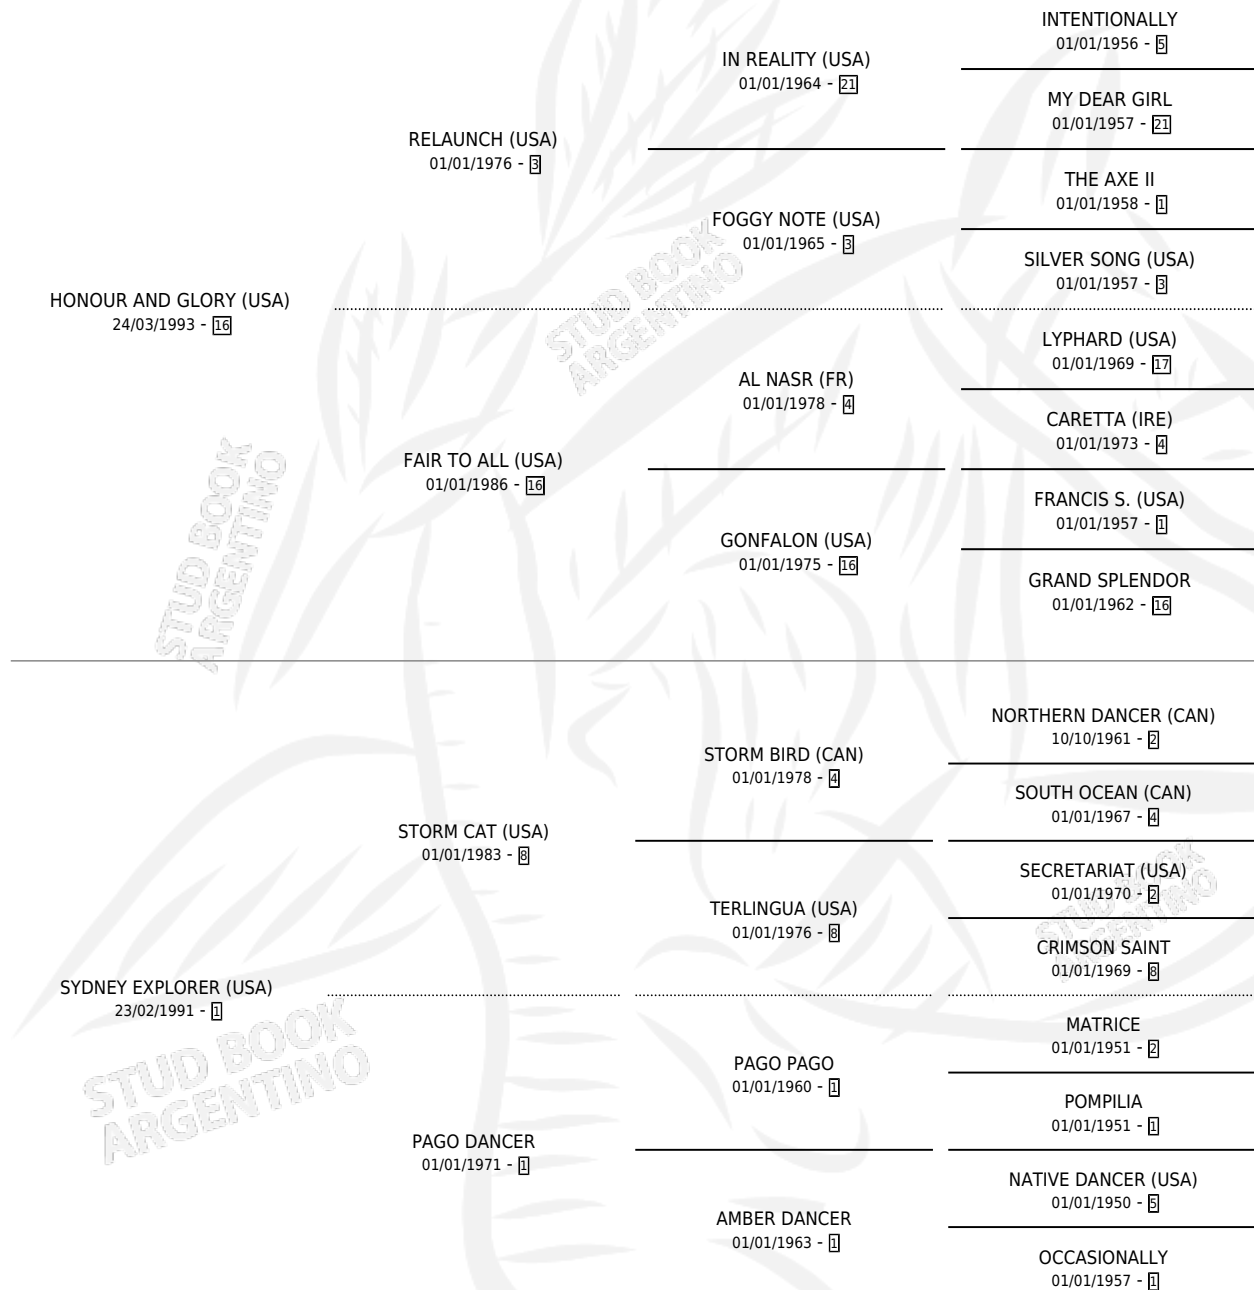 INTENTIONALLY
01/01/1956 - 5
IN REALITY (USA)
01/01/1964 - 21
MY DEAR GIRL
01/01/1957 - 21
RELAUNCH (USA)
01/01/1976 - 3
THE AXE II
01/01/1958 - 1
FOGGY NOTE (USA)
01/01/1965 - 3
SILVER SONG (USA)
01/01/1957 - 3
HONOUR AND GLORY (USA)
24/03/1993 - 16
LYPHARD (USA)
01/01/1969 - 17
AL NASR (FR)
01/01/1978 - 4
CARETTA (IRE)
01/01/1973 - 4
FAIR TO ALL (USA)
01/01/1986 - 16
FRANCIS S. (USA)
01/01/1957 - 1
GONFALON (USA)
01/01/1975 - 16
GRAND SPLENDOR
01/01/1962 - 16
NORTHERN DANCER (CAN)
10/10/1961 - 2
STORM BIRD (CAN)
01/01/1978 - 4
SOUTH OCEAN (CAN)
01/01/1967 - 4
STORM CAT (USA)
01/01/1983 - 8
SECRETARIAT (USA)
01/01/1970 - 2
TERLINGUA (USA)
01/01/1976 - 8
CRIMSON SAINT
01/01/1969 - 8
SYDNEY EXPLORER (USA)
23/02/1991 - 1
MATRICE
01/01/1951 - 2
PAGO PAGO
01/01/1960 - 1
POMPILIA
01/01/1951 - 1
PAGO DANCER
01/01/1971 - 1
NATIVE DANCER (USA)
01/01/1950 - 5
AMBER DANCER
01/01/1963 - 1
OCCASIONALLY
01/01/1957 - 1
STUD BOOK
ARGENTINO
STUD BOOK
ARGENTINO
STUD BOOK
ARGENTINO
STUD BOOK
ARGENTINO